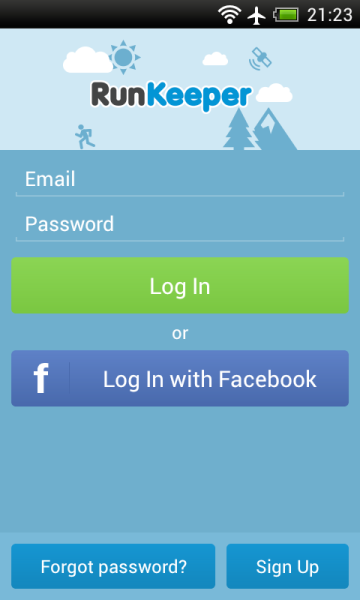 21:23
RunKeeper
Email
Password
Log In
or
f Log In with Facebook
Forgot password? Sign Up